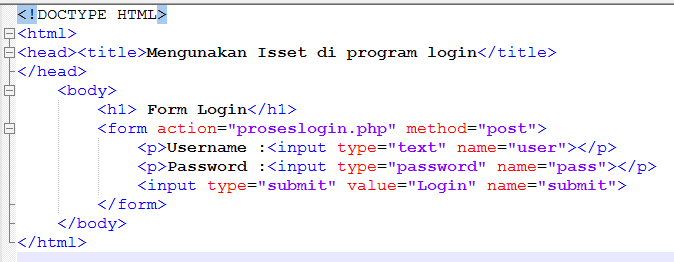 <!DOCTYPE HTML>
<html>
<head><title>Mengunakan Isset di program login</title>
</head>
<body>
<h1> Form Login</h1>
<form action="proseslogin.php" method="post">
<p>Username :<input type="text" name="user"></p>
<p>Password :<input type="password" name="pass"></p>
<input type="submit" value="Login" name="submit">
</form>
</body>
</html>